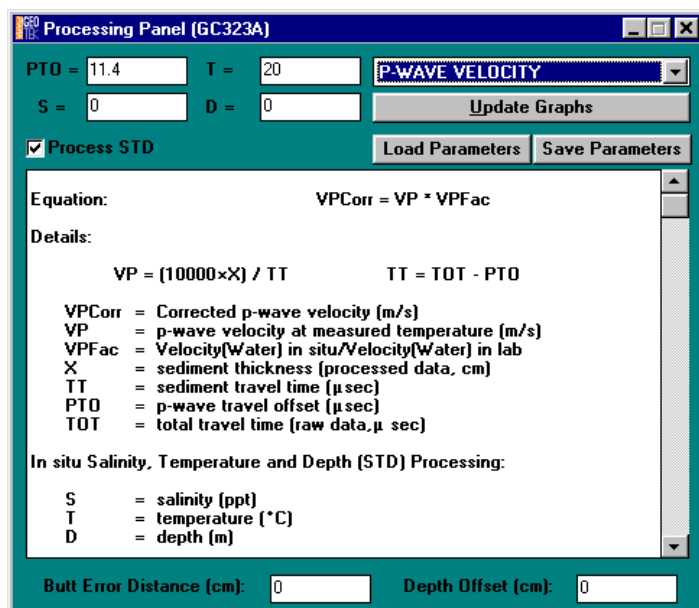 GEO
TEK
Processing Panel (GC323A)
PTO = 11.4 T = 20 P-WAVE VELOCITY
S = 0 D = 0 Update Graphs
Process STD Load Parameters Save Parameters
Equation: VPCorr = VP * VPFac
Details:
VP = (10000×X) / TT TT = TOT - PTO
VPCorr = Corrected p-wave velocity (m/s)
VP = p-wave velocity at measured temperature (m/s)
VPFac = Velocity(Water) in situ/Velocity(Water) in lab
X = sediment thickness (processed data, cm)
TT = sediment travel time (µsec)
PTO = p-wave travel offset (µsec)
TOT = total travel time (raw data,µ sec)
In situ Salinity, Temperature and Depth (STD) Processing:
S = salinity (ppt)
T = temperature (°C)
D = depth (m)
Butt Error Distance (cm): 0 Depth Offset (cm): 0